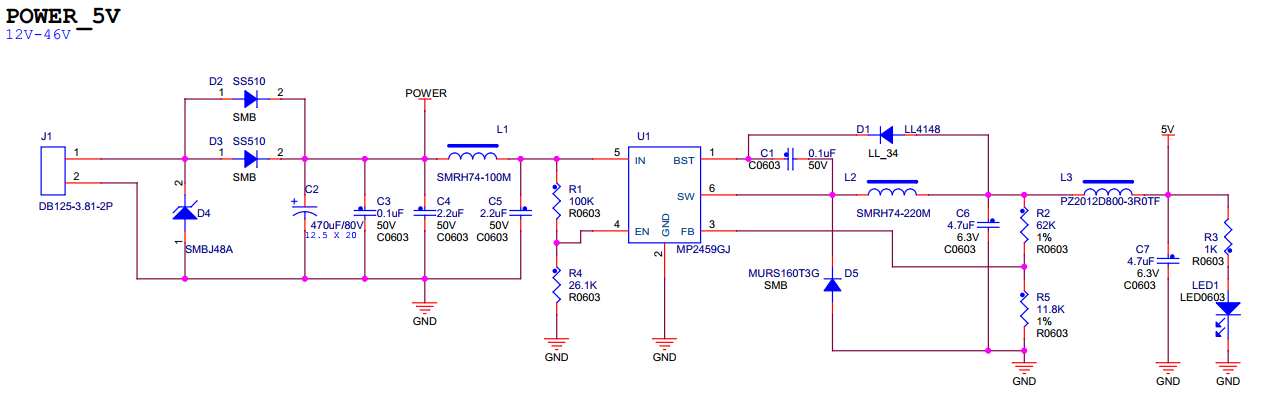 POWER_5V
12V-46V
D2 SS510
1 2
SMB
D3 SS510
1 2
SMB
J1
1
2
DB125-3.81-2P
2
D4
1
SMBJ48A
+ C2
470uF/80V
12.5 X 20
C3
0.1uF
50V
C0603
POWER
C4
2.2uF
50V
C0603
GND
L1
SMRH74-100M
C5
2.2uF
50V
C0603
R1
100K
R0603
R4
26.1K
R0603
GND
U1
5 IN
4 EN
GND
2
BST 1
SW 6
FB 3
MP2459GJ
GND
D1 LL4148
LL_34
C1 0.1uF
C0603 50V
L2
SMRH74-220M
MURS160T3G D5
SMB
C6
4.7uF
6.3V
C0603
R2
62K
1%
R0603
R5
11.8K
1%
R0603
GND
L3
PZ2012D800-3R0TF
5V
C7
4.7uF
6.3V
C0603
GND
R3
1K
R0603
LED1
LED0603
GND